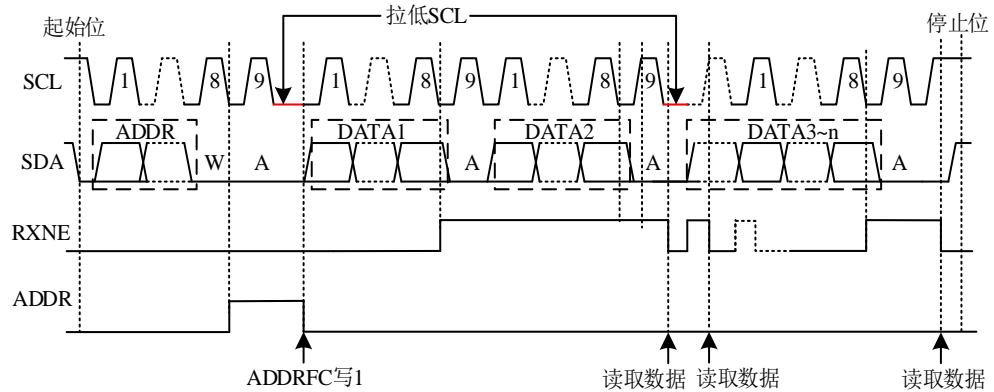 拉低SCL
起始位
停止位
SCL 1 8 9 1 8 9 1 8 9 1 8 9
ADDR DATA1 DATA2 DATA3~n
SDA W A A A A
RXNE
ADDR
ADDRFC写1 读取数据 读取数据 读取数据